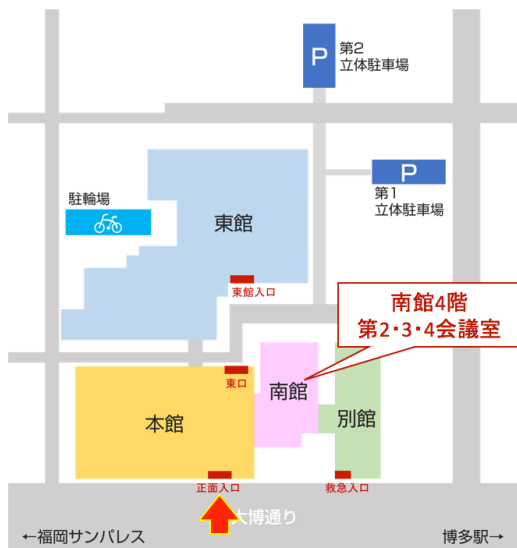 P
第2
立体駐車場
P
第1
立体駐車場
駐輪場
東館
東館入口
南館4階
第2・3・4会議室
東口
南館
本館
別館
正面入口
救急入口
大博通り
←福岡サンパレス
博多駅→